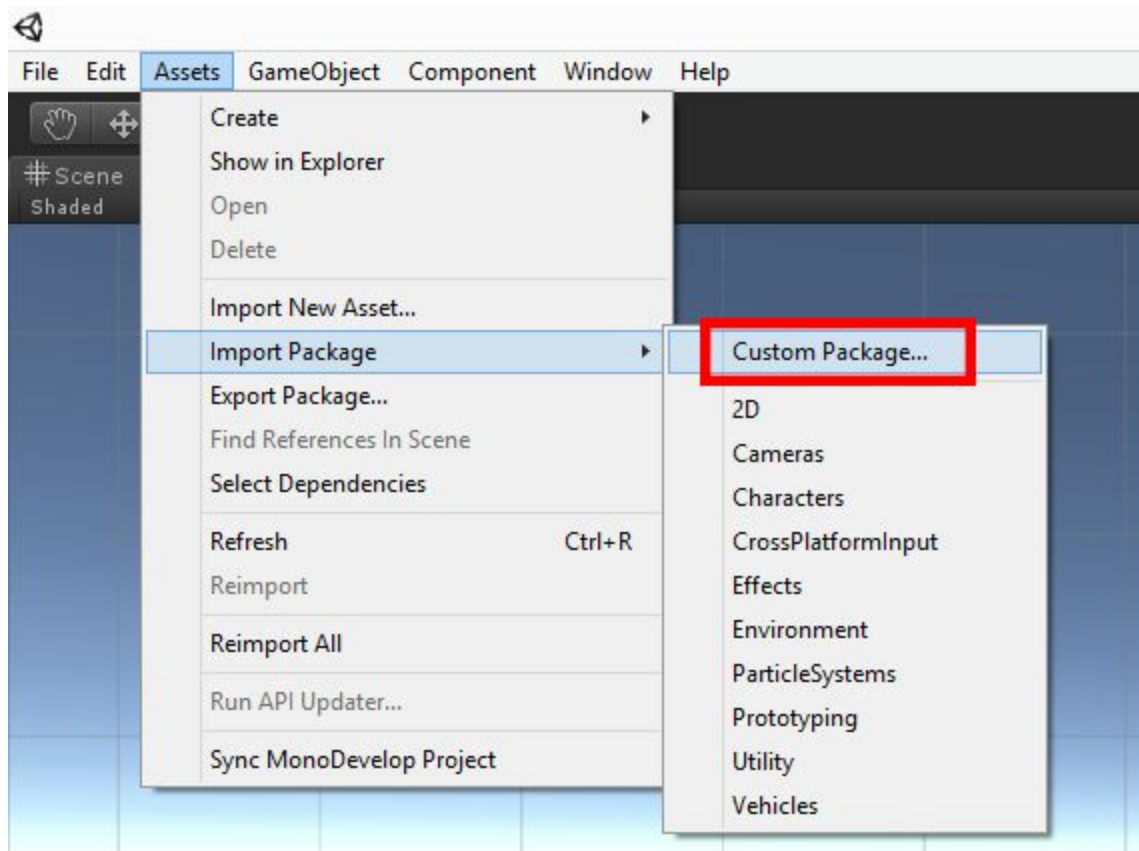 File Edit Assets GameObject Component Window Help
Create
Show in Explorer
# Scene
Shaded
Open
Delete
Import New Asset...
Import Package
Custom Package...
Export Package...
2D
Find References In Scene
Cameras
Select Dependencies
Characters
Refresh Ctrl+R
CrossPlatformInput
Reimport
Effects
Environment
Reimport All
ParticleSystems
Run API Updater...
Prototyping
Sync MonoDevelop Project
Utility
Vehicles